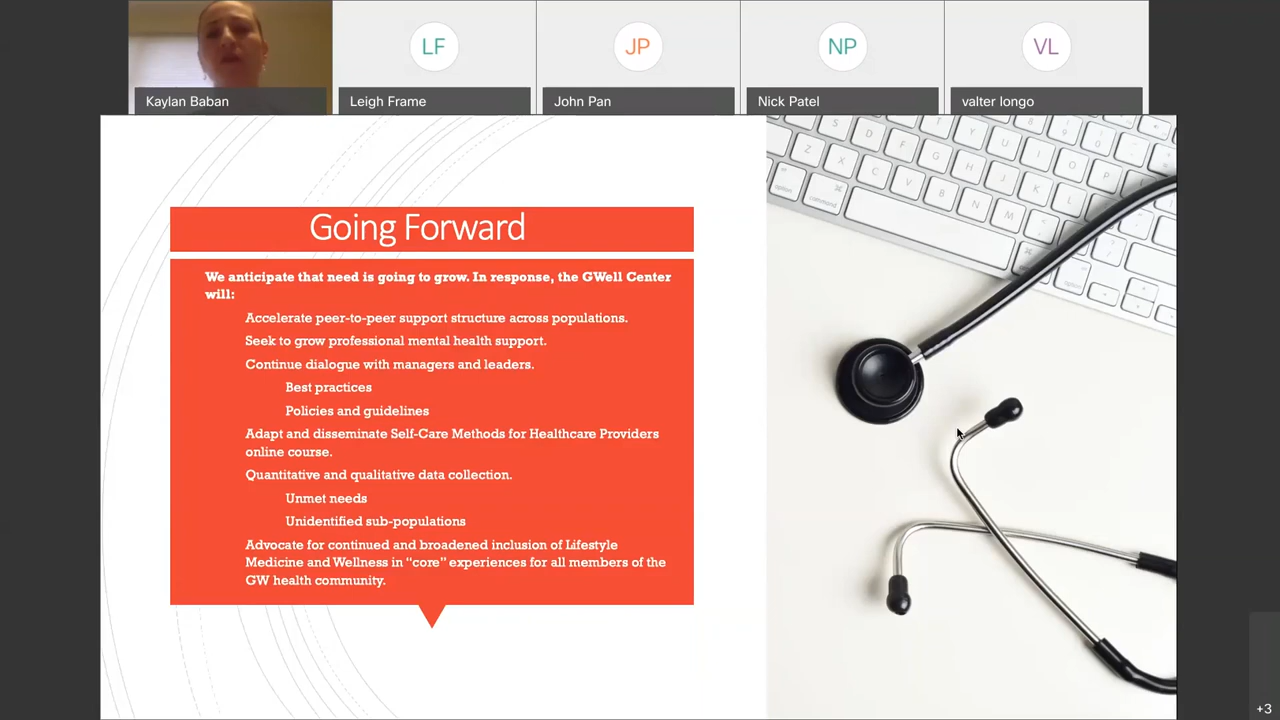 LF
JP
NP
VL
Kaylan Baban
Leigh Frame
John Pan
Nick Patel
valter longo
Going Forward
We anticipate that need is going to grow. In response, the GWell Center
will:
Accelerate peer-to-peer support structure across populations.
Seek to grow professional mental health support.
Continue dialogue with managers and leaders.
Best practices
Policies and guidelines
Adapt and disseminate Self-Care Methods for Healthcare Providers
online course.
Quantitative and qualitative data collection.
Unmet needs
Unidentified sub-populations
Advocate for continued and broadened inclusion of Lifestyle
Medicine and Wellness in "core" experiences for all members of the
GW health community.
S D F G H J K L
Z X C V B N M
option
command
+3